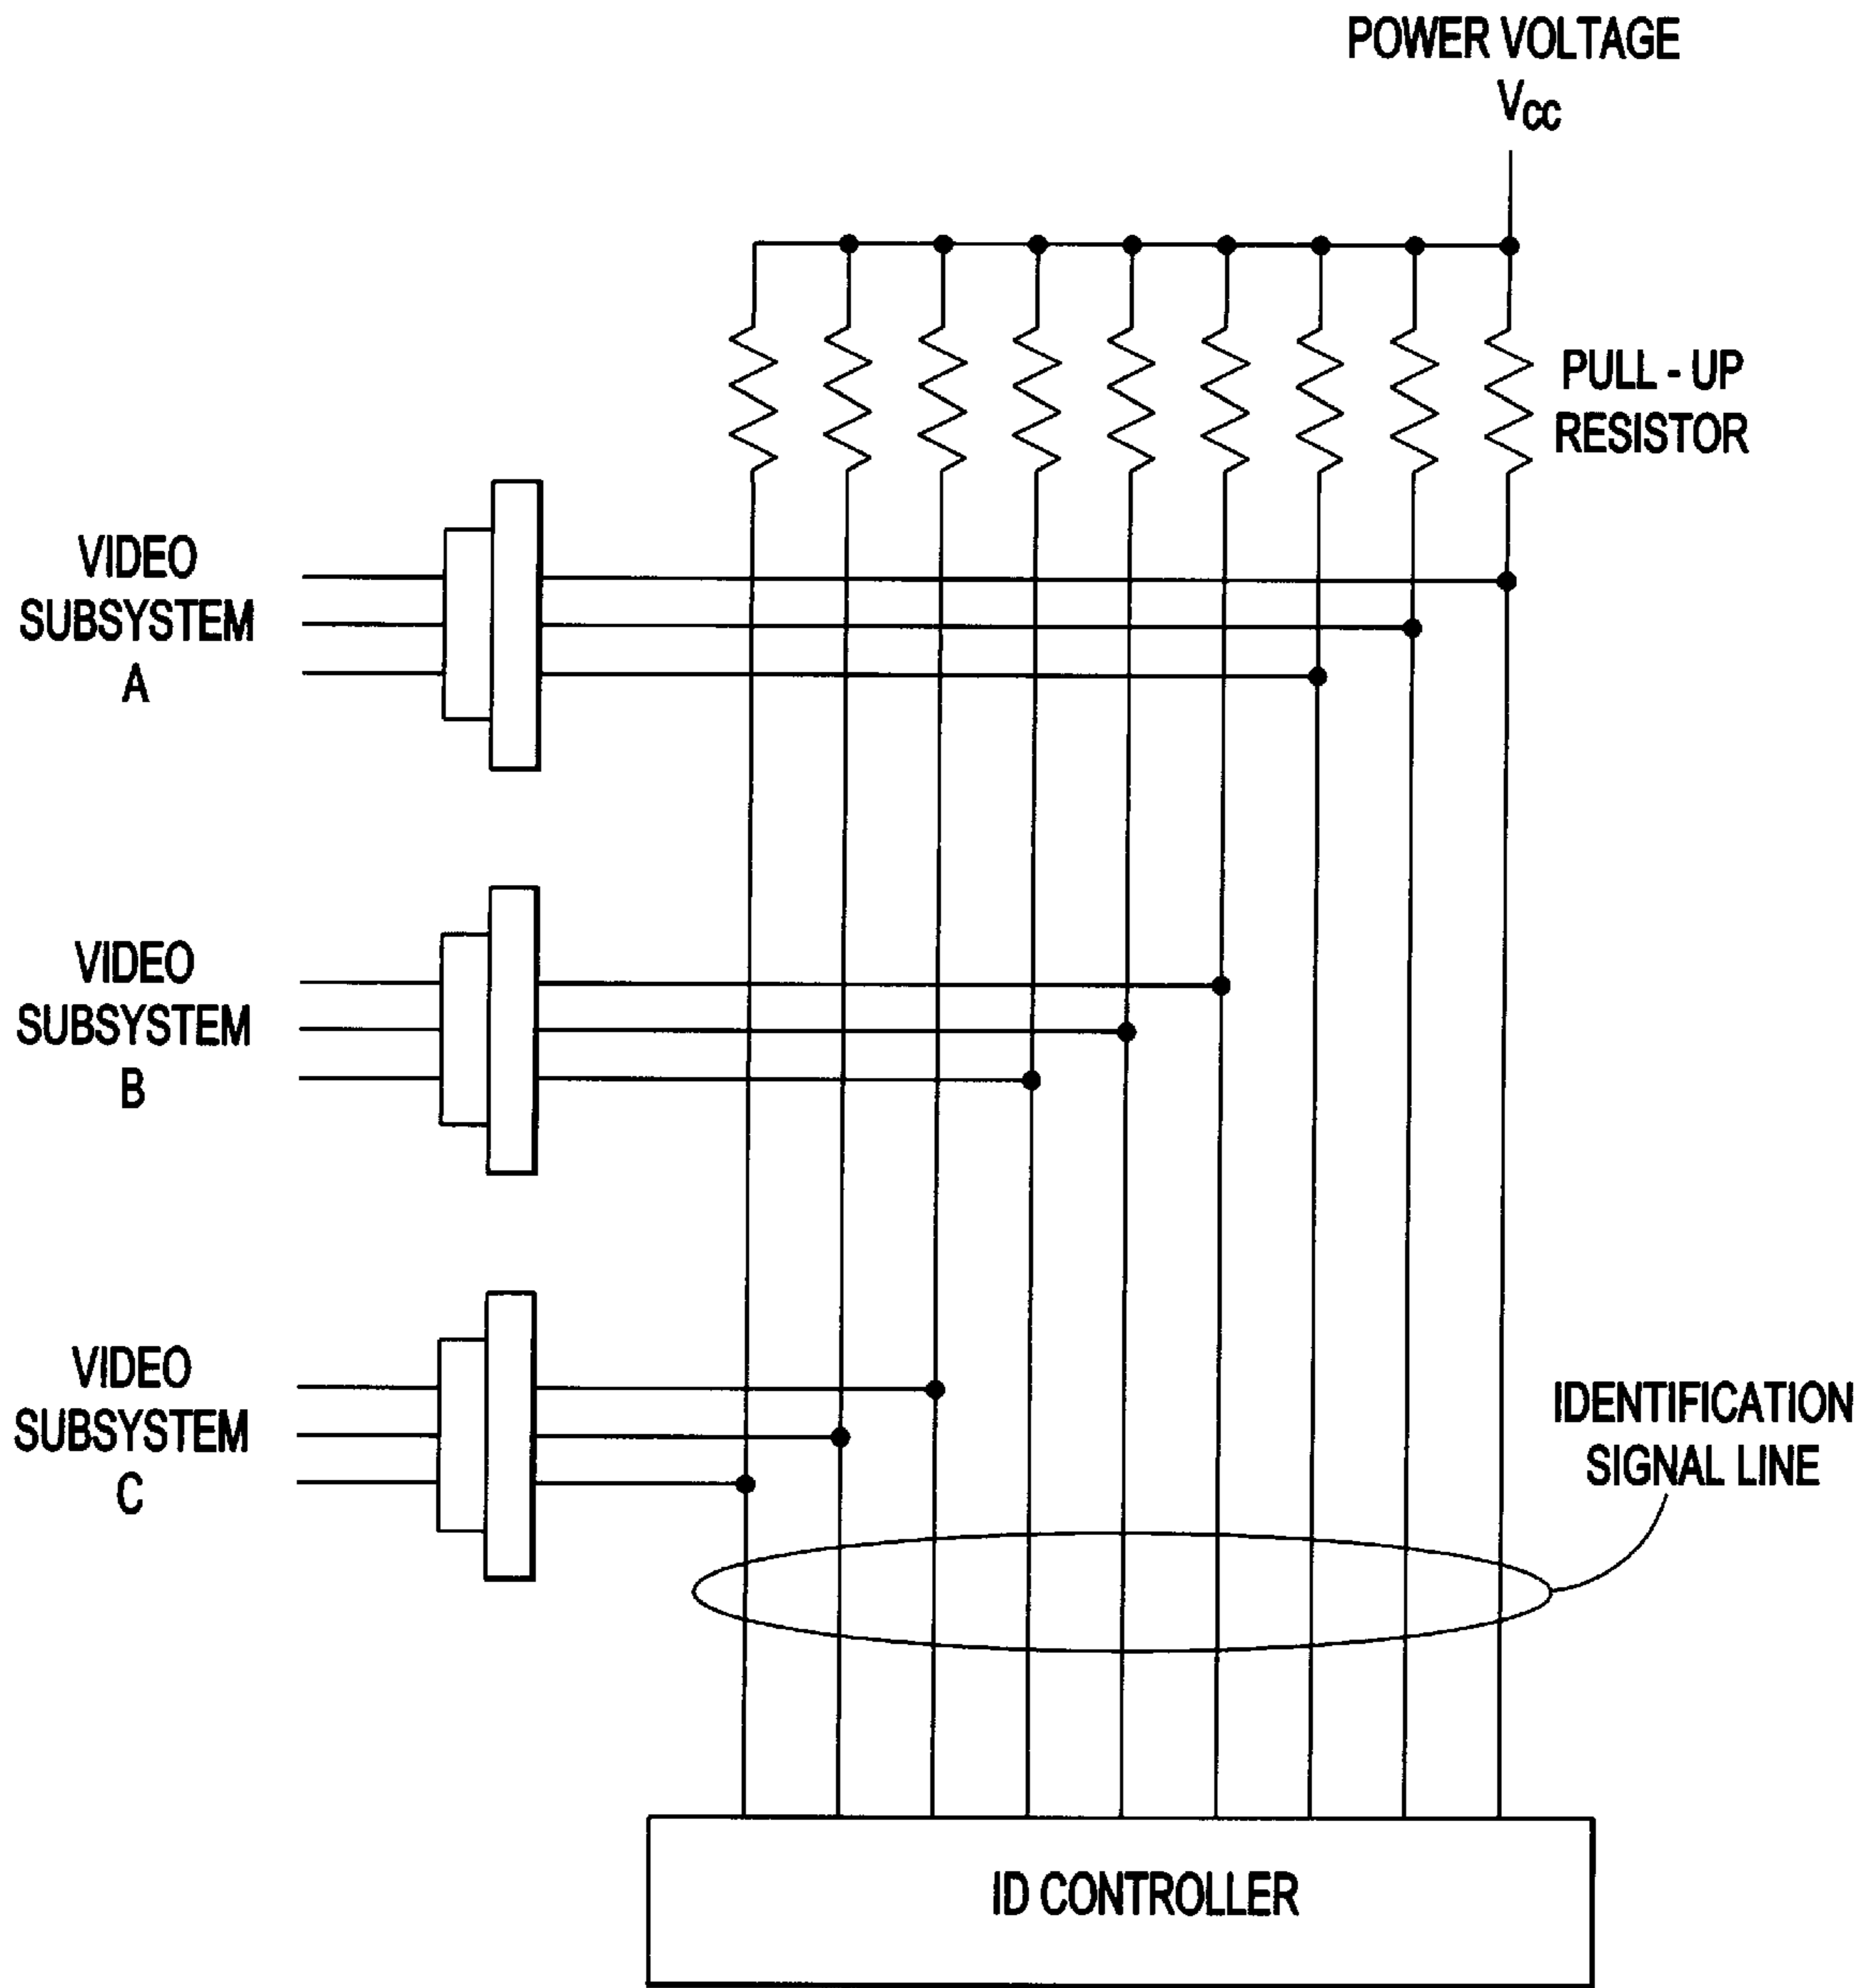 POWER VOLTAGE
VCC
PULL - UP
RESISTOR
VIDEO
SUBSYSTEM
A
VIDEO
SUBSYSTEM
B
VIDEO
SUBSYSTEM
C
IDENTIFICATION
SIGNAL LINE
ID CONTROLLER